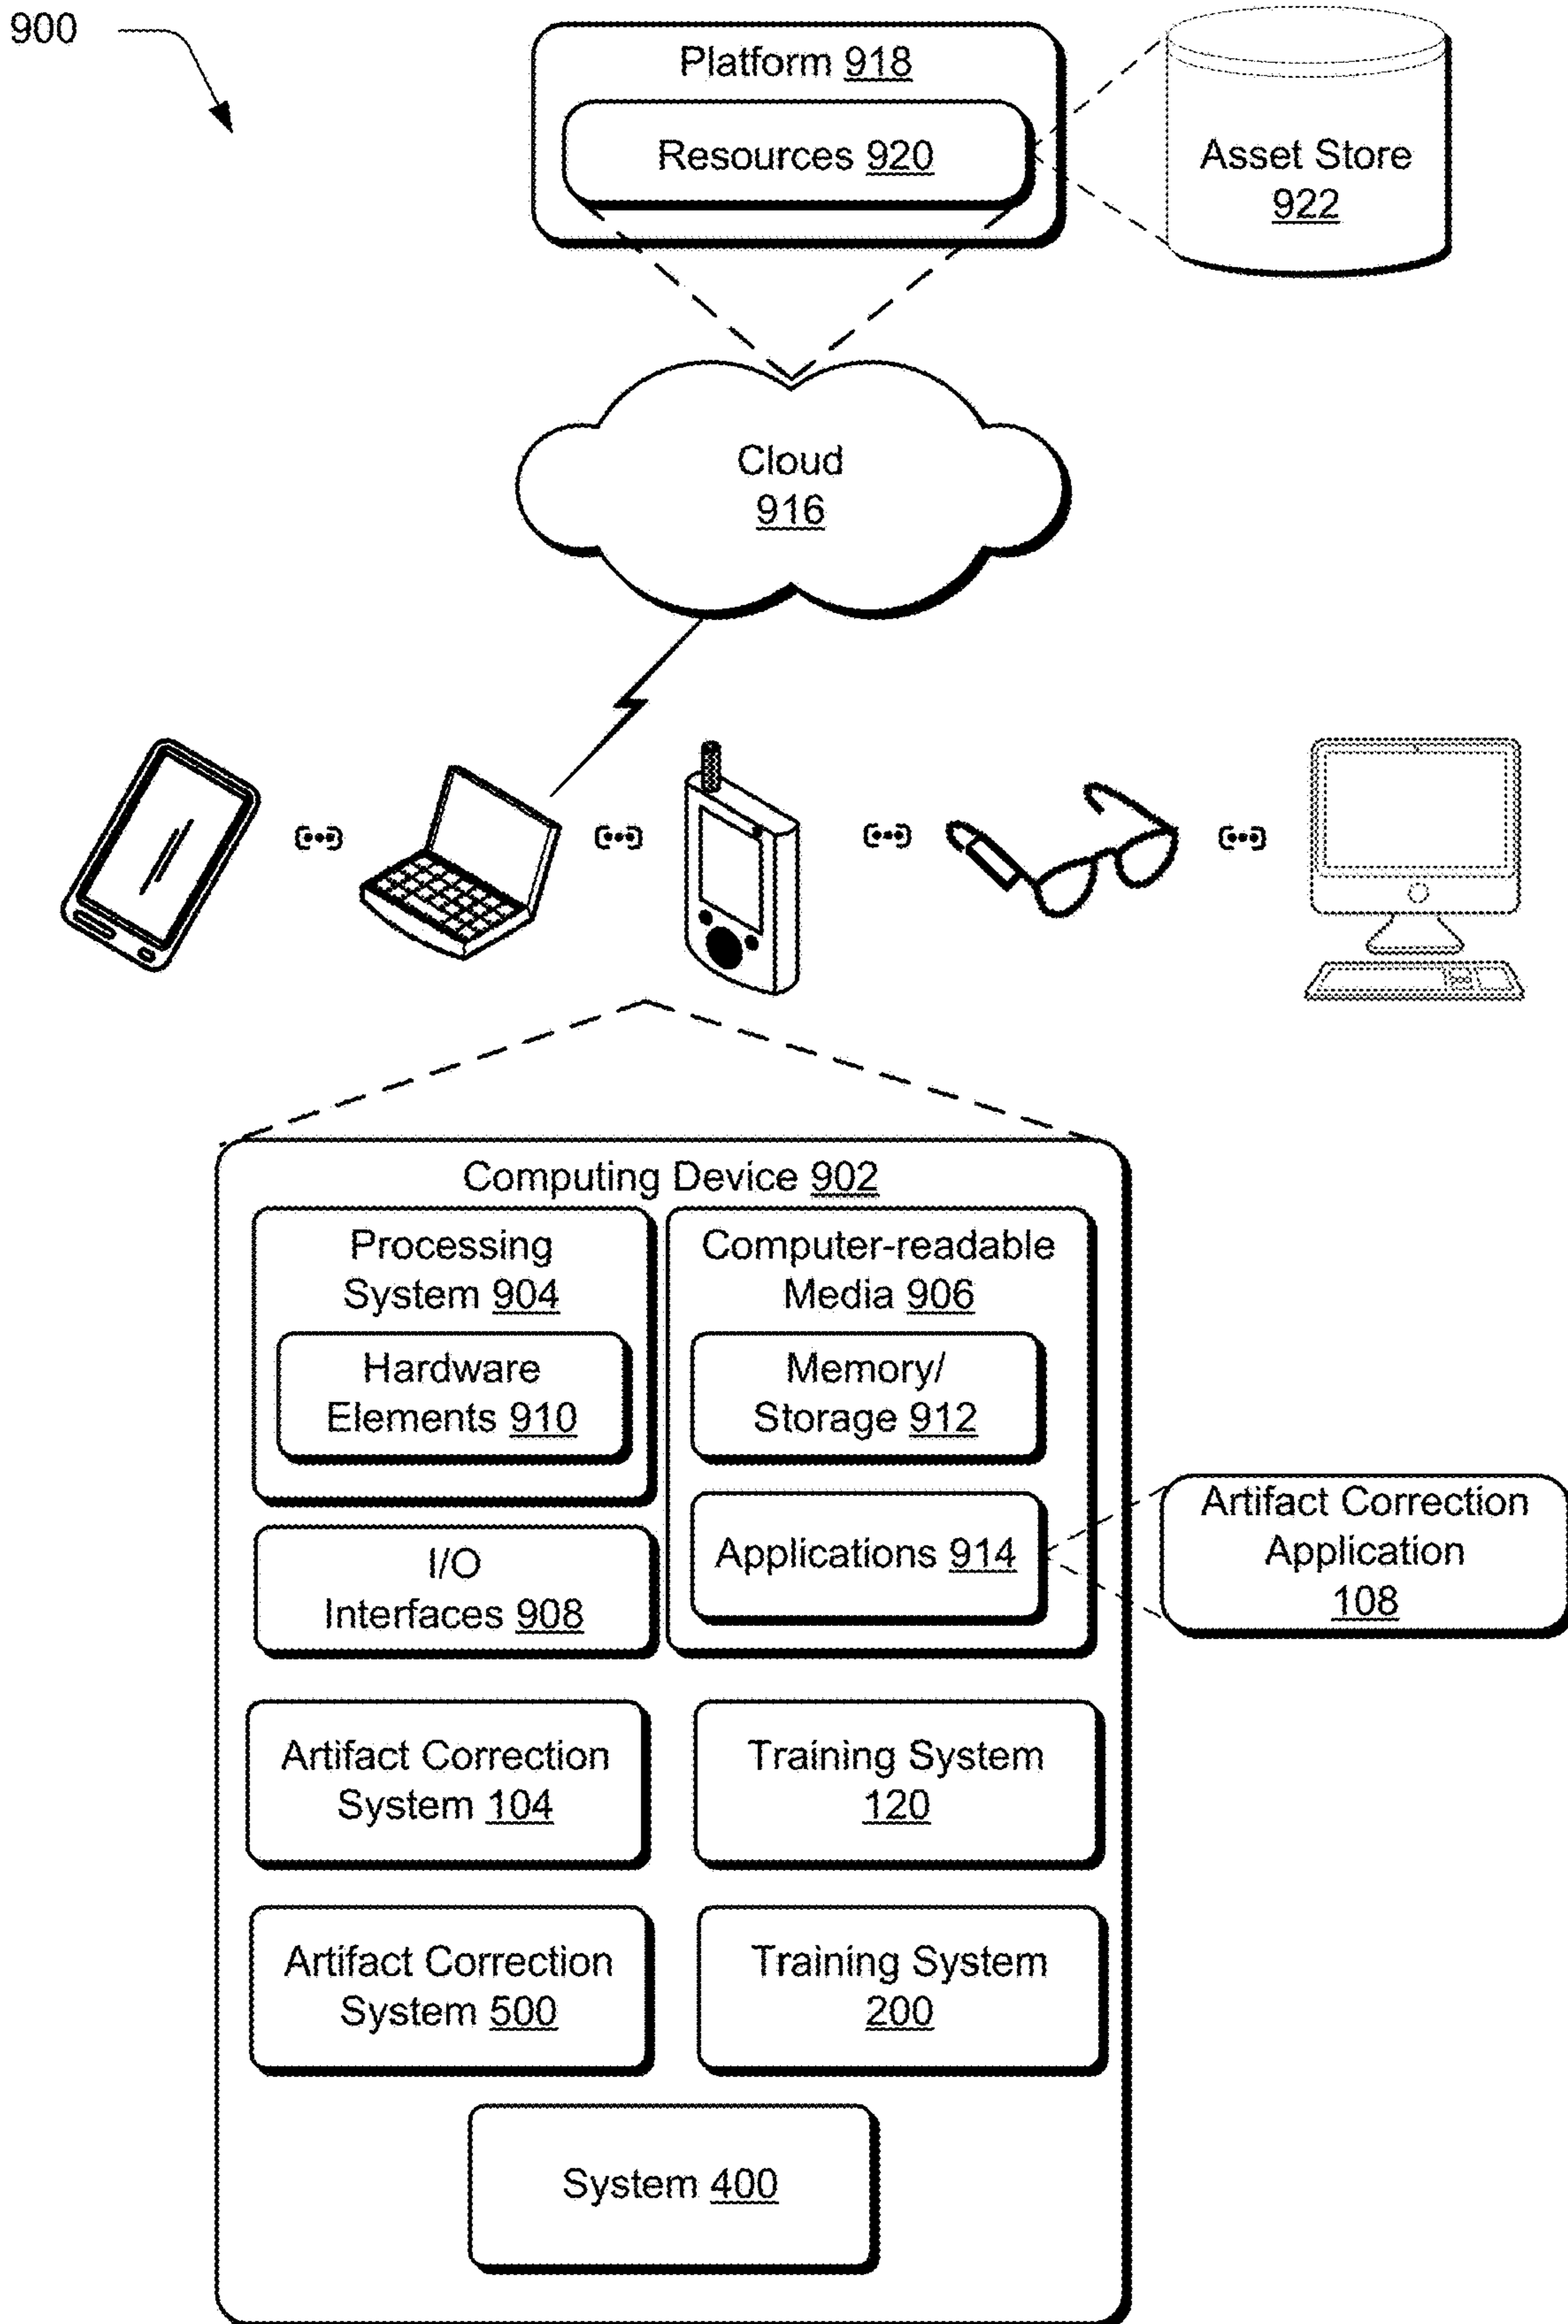 900
Platform 918
Resources 920
Asset Store
922
Cloud
916
Computing Device 902
Processing
System 904
Hardware
Elements 910
I/O
Interfaces 908
Computer-readable
Media 906
Memory/
Storage 912
Applications 914
Artifact Correction
Application
108
Artifact Correction
System 104
Training System
120
Artifact Correction
System 500
Training System
200
System 400